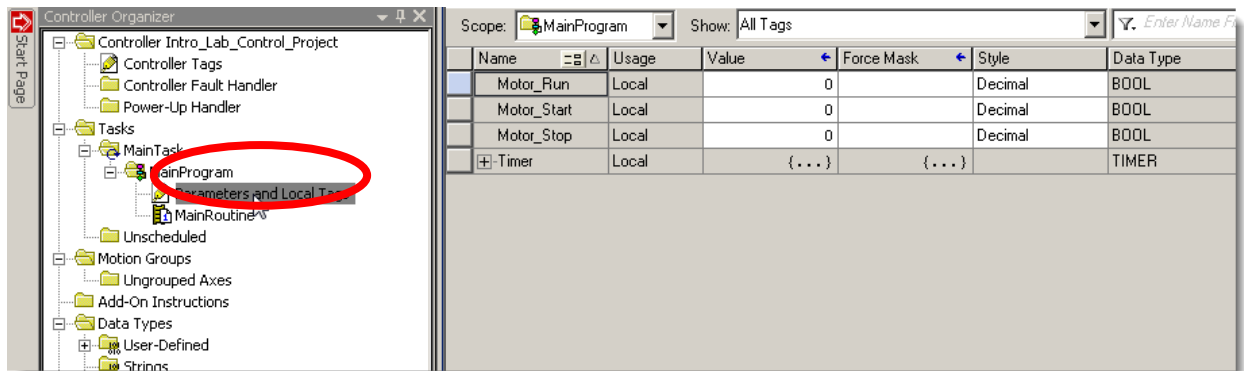 Start Page
Controller Organizer
Controller Intro_Lab_Control_Project
Controller Tags
Controller Fault Handler
Power-Up Handler
Tasks
MainTask
MainProgram
Parameters and Local Tags
MainRoutine
Unscheduled
Motion Groups
Ungrouped Axes
Add-On Instructions
Data Types
User-Defined
Strings
Scope: MainProgram Show: All Tags Enter Name
Name Usage Value Force Mask Style Data Type
Motor_Run Local 0 Decimal BOOL
Motor_Start Local 0 Decimal BOOL
Motor_Stop Local 0 Decimal BOOL
Timer Local {...} {...} TIMER